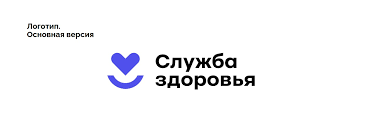 Логотип.
Основная версия
Служба
здоровья